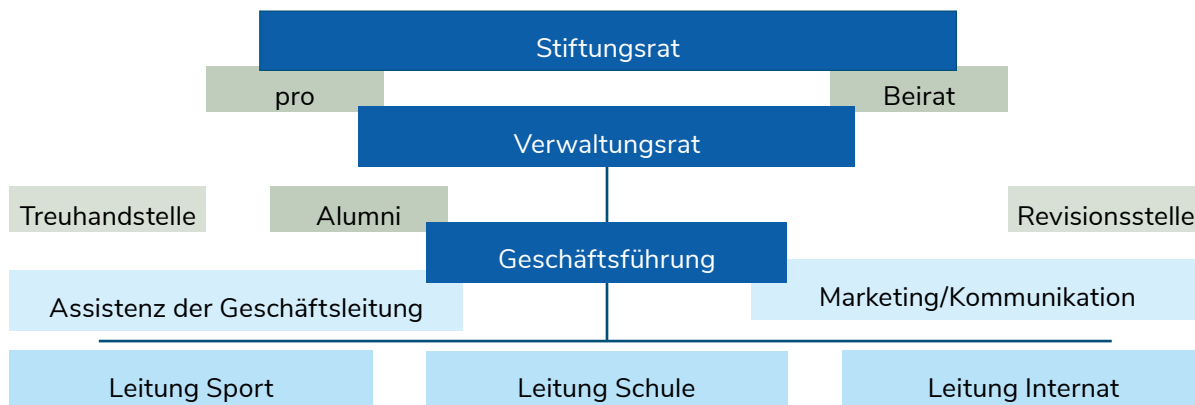 Stiftungsrat
pro
Beirat
Verwaltungsrat
Treuhandstelle
Alumni
Revisionsstelle
Geschäftsführung
Assistenz der Geschäftsleitung
Marketing/Kommunikation
Leitung Sport
Leitung Schule
Leitung Internat